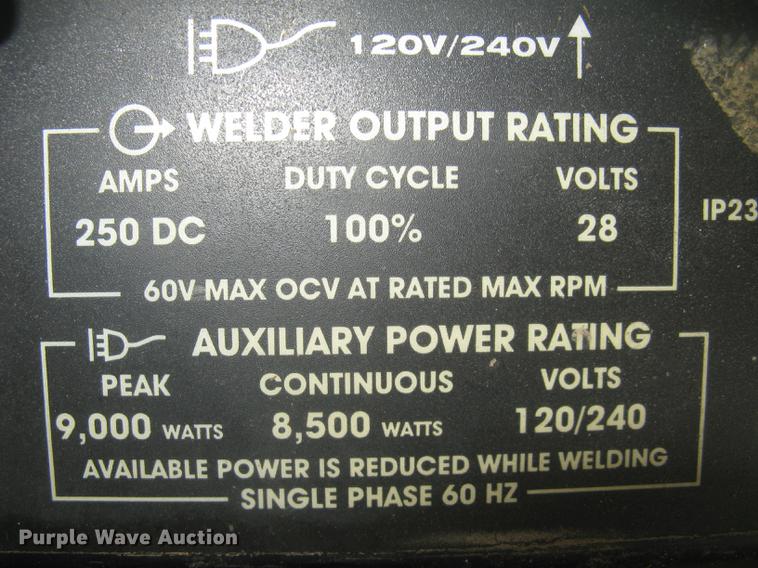 120V/240V
WELDER OUTPUT RATING
AMPS DUTY CYCLE VOLTS
250 DC 100% 28
IP23
60V MAX OCV AT RATED MAX RPM
AUXILIARY POWER RATING
PEAK CONTINUOUS VOLTS
9,000 WATTS 8,500 WATTS 120/240
AVAILABLE POWER IS REDUCED WHILE WELDING
SINGLE PHASE 60 HZ
Purple Wave Auction